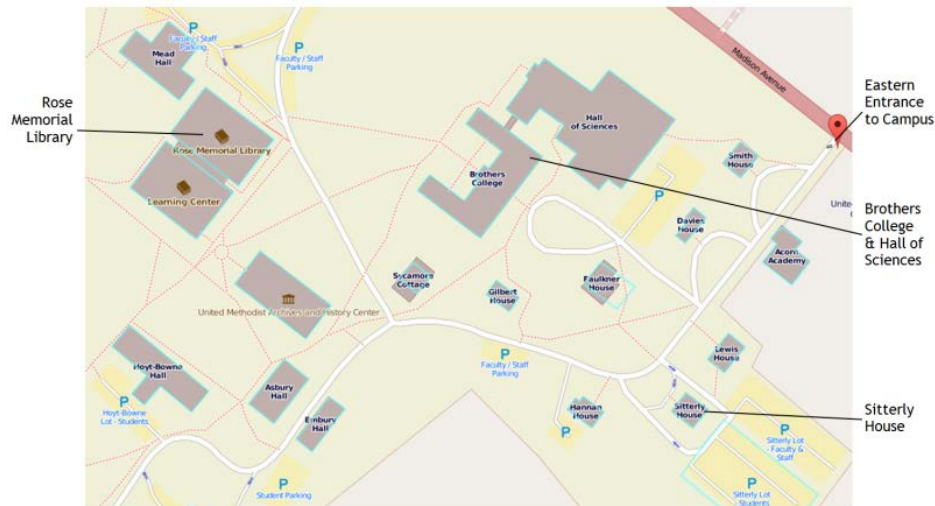 P
Faculty / Staff
Parking
P
Faculty / Staff
Parking
Mead
Hall
Madison Avenue
Eastern
Entrance
to Campus
Rose
Memorial
Library
Rose Memorial Library
Hall
of Sciences
Smith
House
Learning Center
Brothers
College
P
United
Davies
House
Brothers
College
& Hall of
Sciences
Acorn
Academy
Sycamore
Cottage
Gilbert
House
Faulkner
House
United Methodist Archives and History Center
Lewis
House
P
Faculty / Staff
Parking
Hoyt-Bowne
Hall
Asbury
Hall
P
Hoyt-Bowne
Lot - Students
Embury
Hall
Hannan
House
P
Sitterly
House
Sitterly
House
P
Sitterly Lot
- Faculty &
Staff
P
Student Parking
P
Sitterly Lot
Students